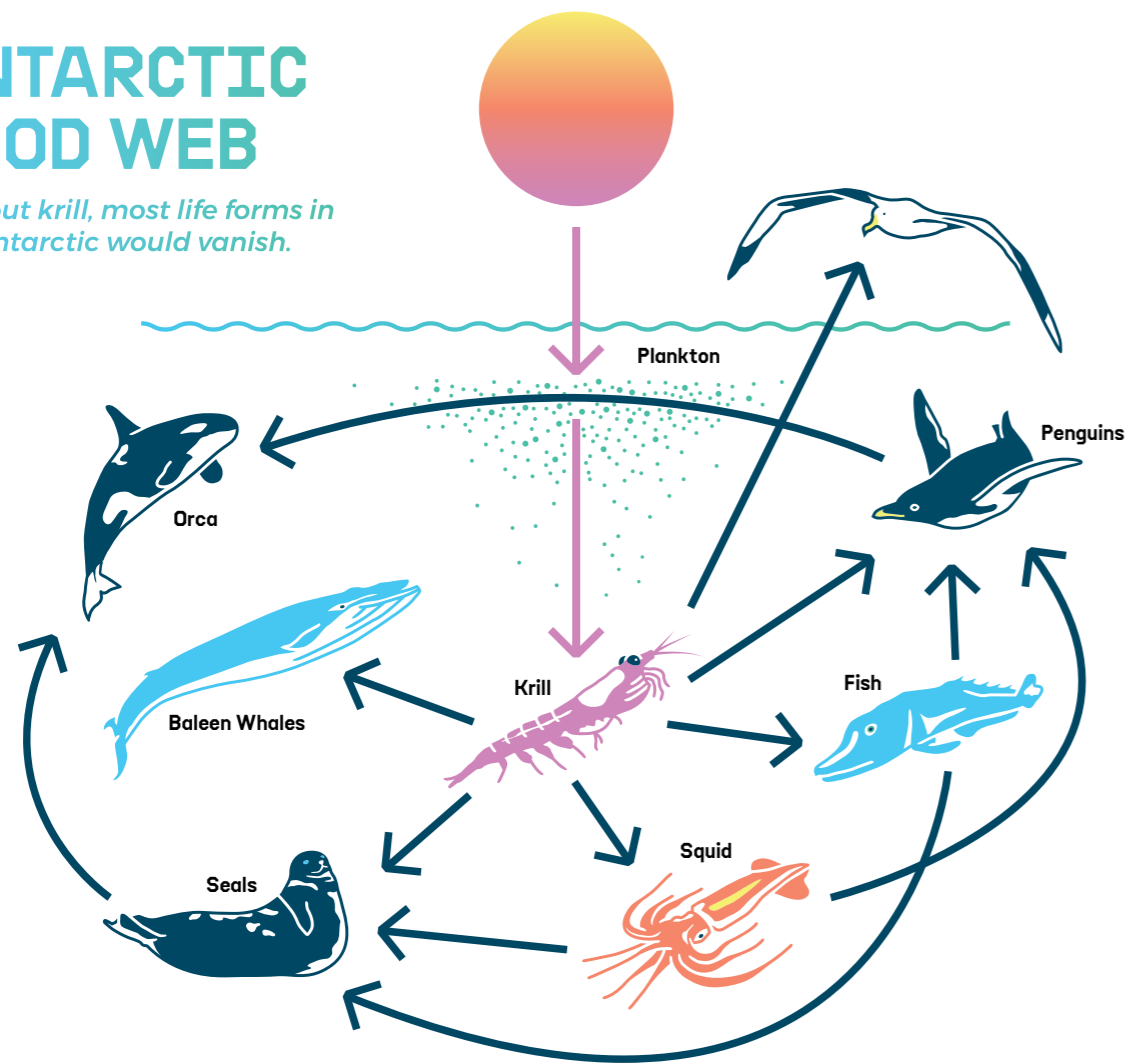 NTARCTIC
OD WEB
ut krill, most life forms in
ntarctic would vanish.
Plankton
Penguins
Orca
Fish
Krill
Baleen Whales
Squid
Seals